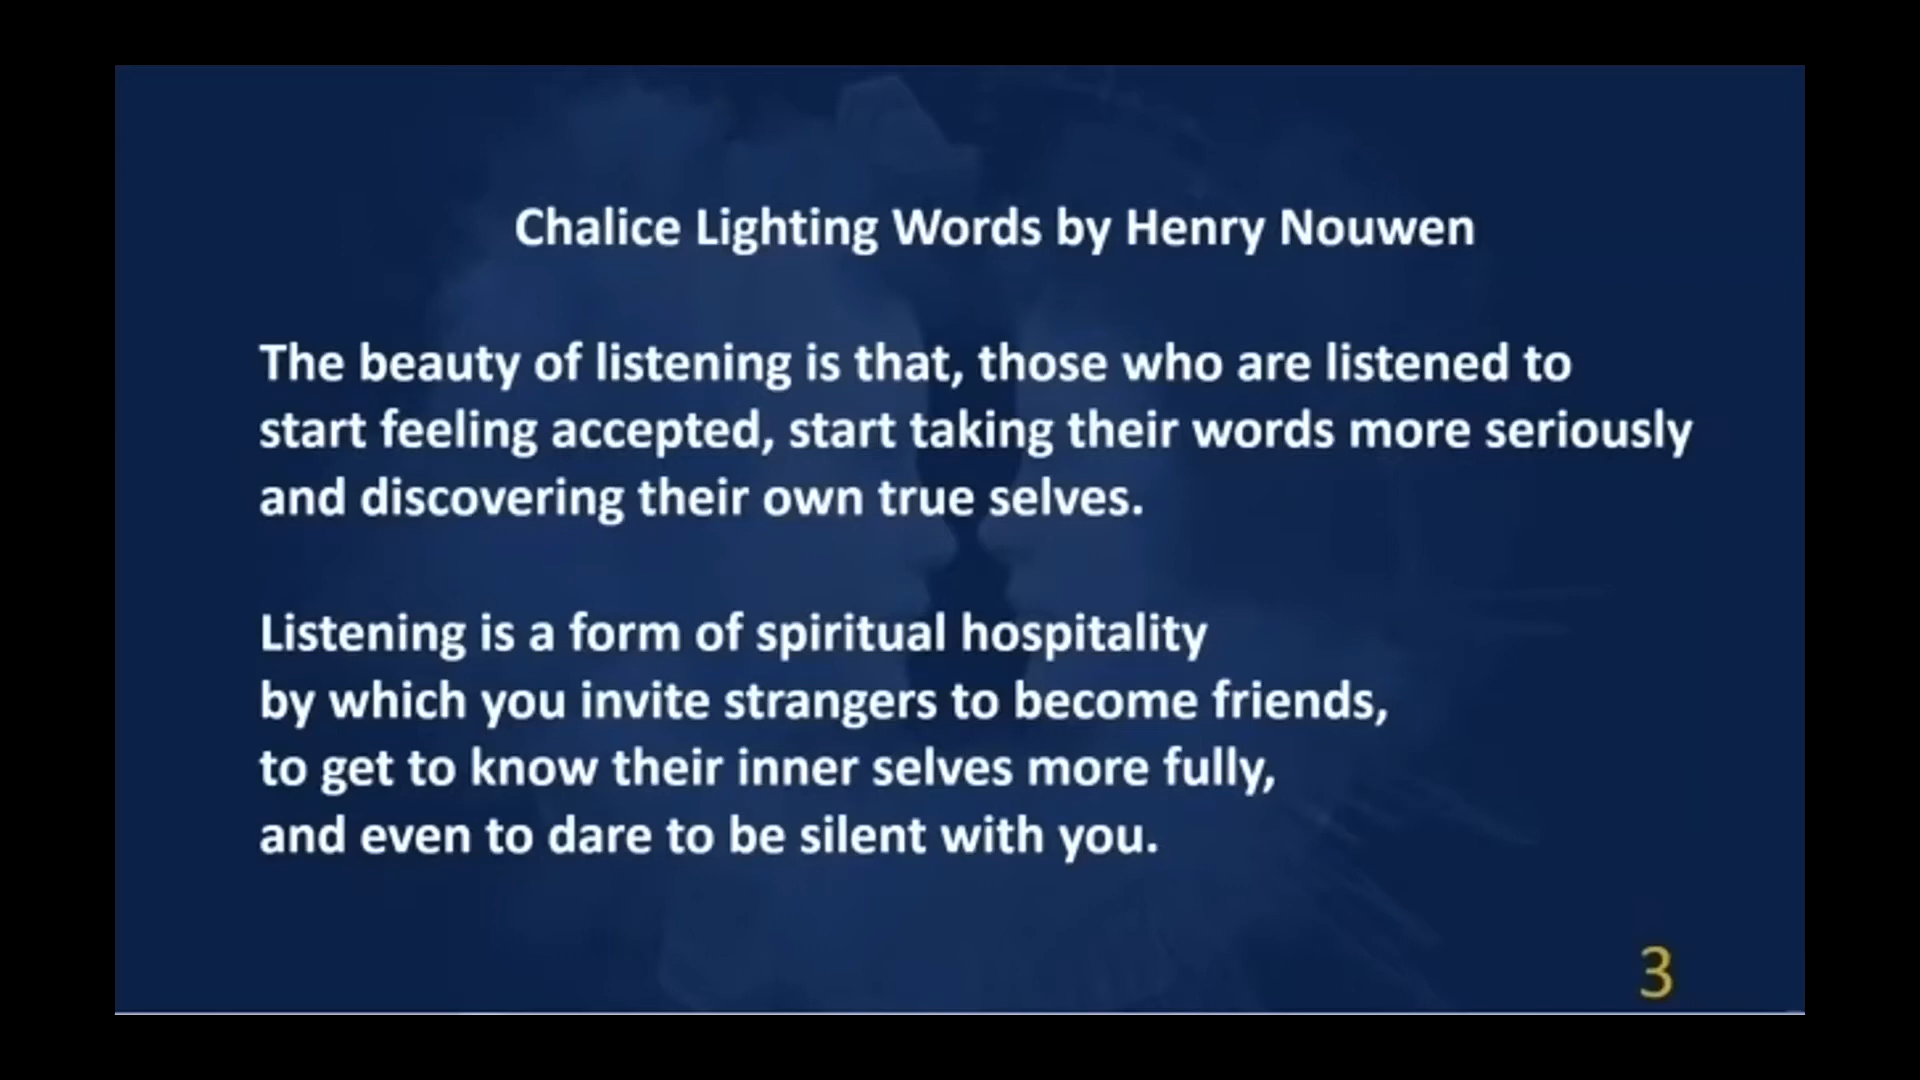 Chalice Lighting Words by Henry Nouwen
The beauty of listening is that, those who are listened to
start feeling accepted, start taking their words more seriously
and discovering their own true selves.
Listening is a form of spiritual hospitality
by which you invite strangers to become friends,
to get to know their inner selves more fully,
and even to dare to be silent with you.
3